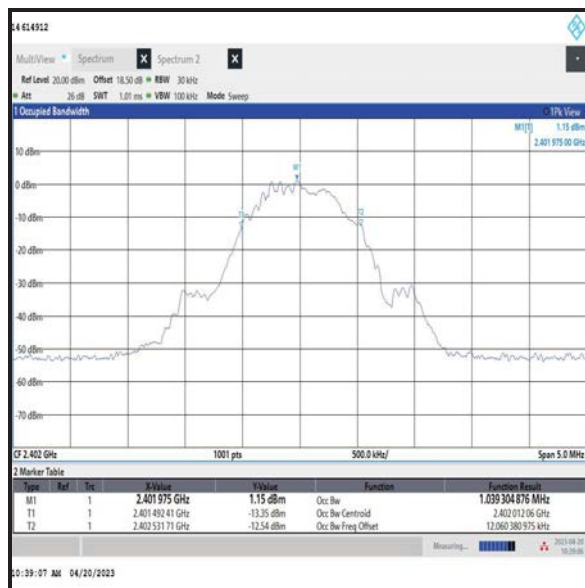 14 614912
MultiView Spectrum X Spectrum 2 X
Ref Level 20.00 dBm Offset 18.50 dB RBW 30 kHz
Att 26 dB SWT 1.01 ms VBW 100 kHz Mode Sweep
1 Occupied Bandwidth 1Pk View
M1[1] 1.15 dBm
2.401 975 00 GHz
10 dBm
M1
0 dBm
T1
-10 dBm
-20 dBm
-30 dBm
-40 dBm
-50 dBm
-60 dBm
-70 dBm
CF 2.402 GHz 1001 pts 500.0 kHz/ Span 5.0 MHz
2 Marker Table
Type Ref Trc X-Value Y-Value Function Function Result
M1 1 2.401 975 GHz 1.15 dBm Occ Bw 1.039 304 876 MHz
T1 1 2.401 492 41 GHz -13.35 dBm Occ Bw Centroid 2.402 012 06 GHz
T2 1 2.402 531 71 GHz -12.54 dBm Occ Bw Freq Offset 12.060 380 975 kHz
Measuring... 2023-04-20
10:39:06
10:39:07 AM 04/20/2023